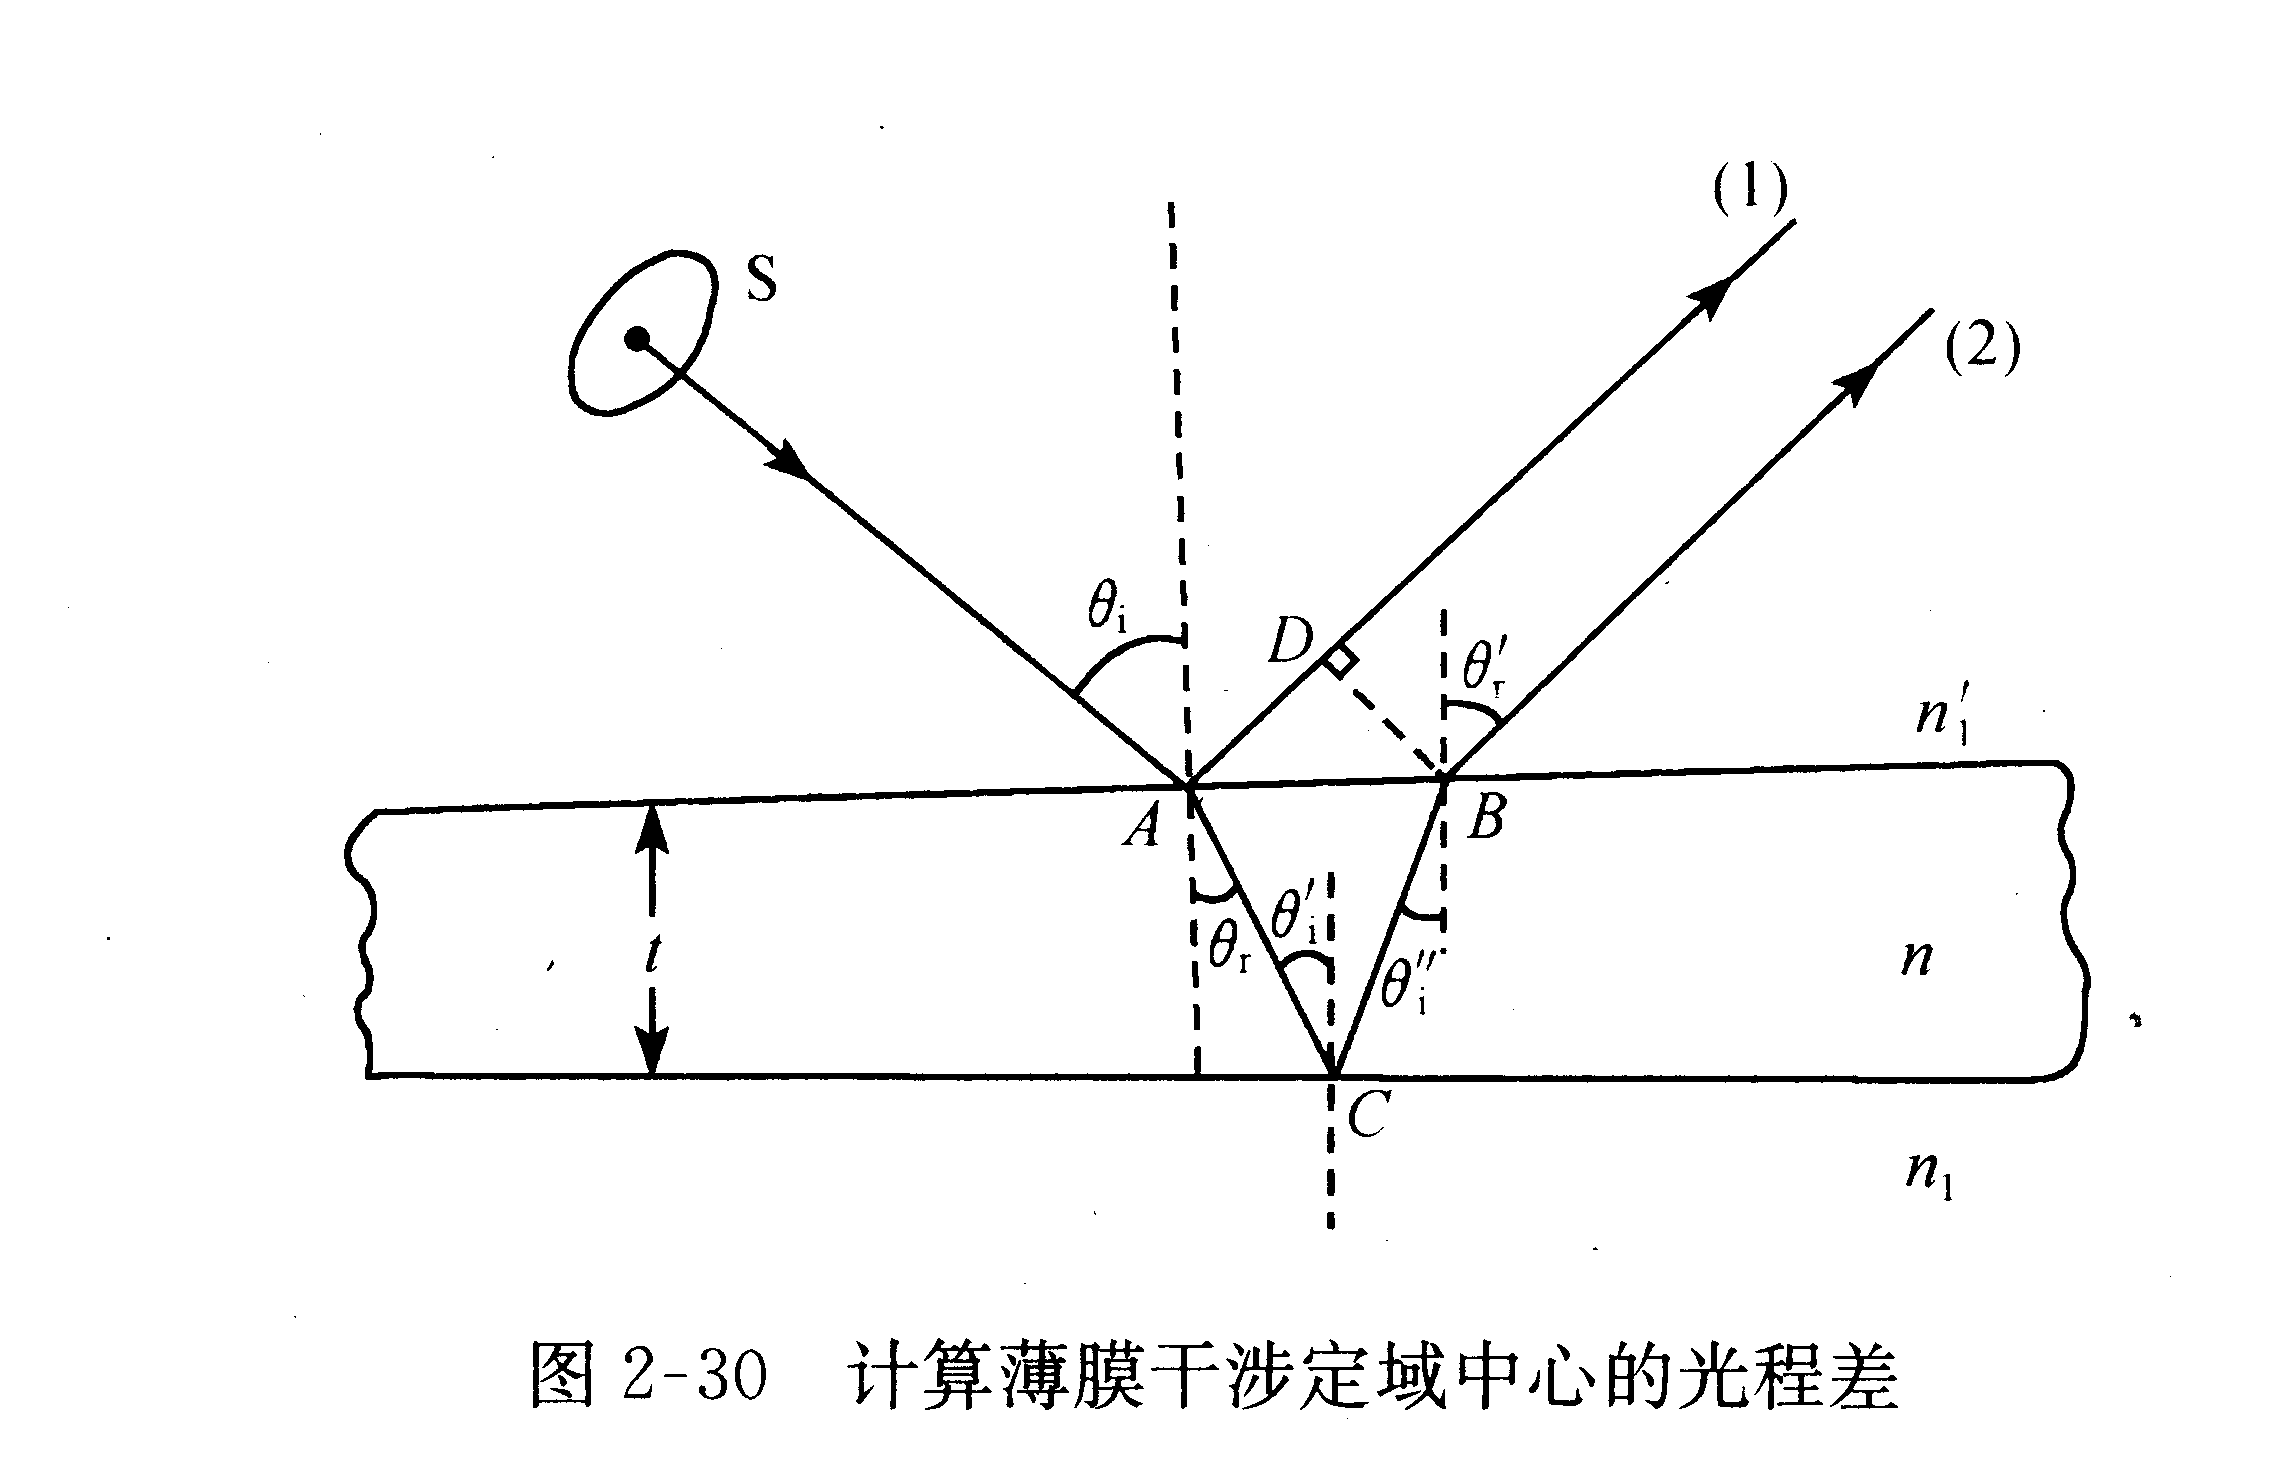 (1)
S
(2)
θi
D
θ′r
n′1
A
B
t
θr
θ′i
θ″i
n
C
n1
图 2-30 计算薄膜干涉定域中心的光程差